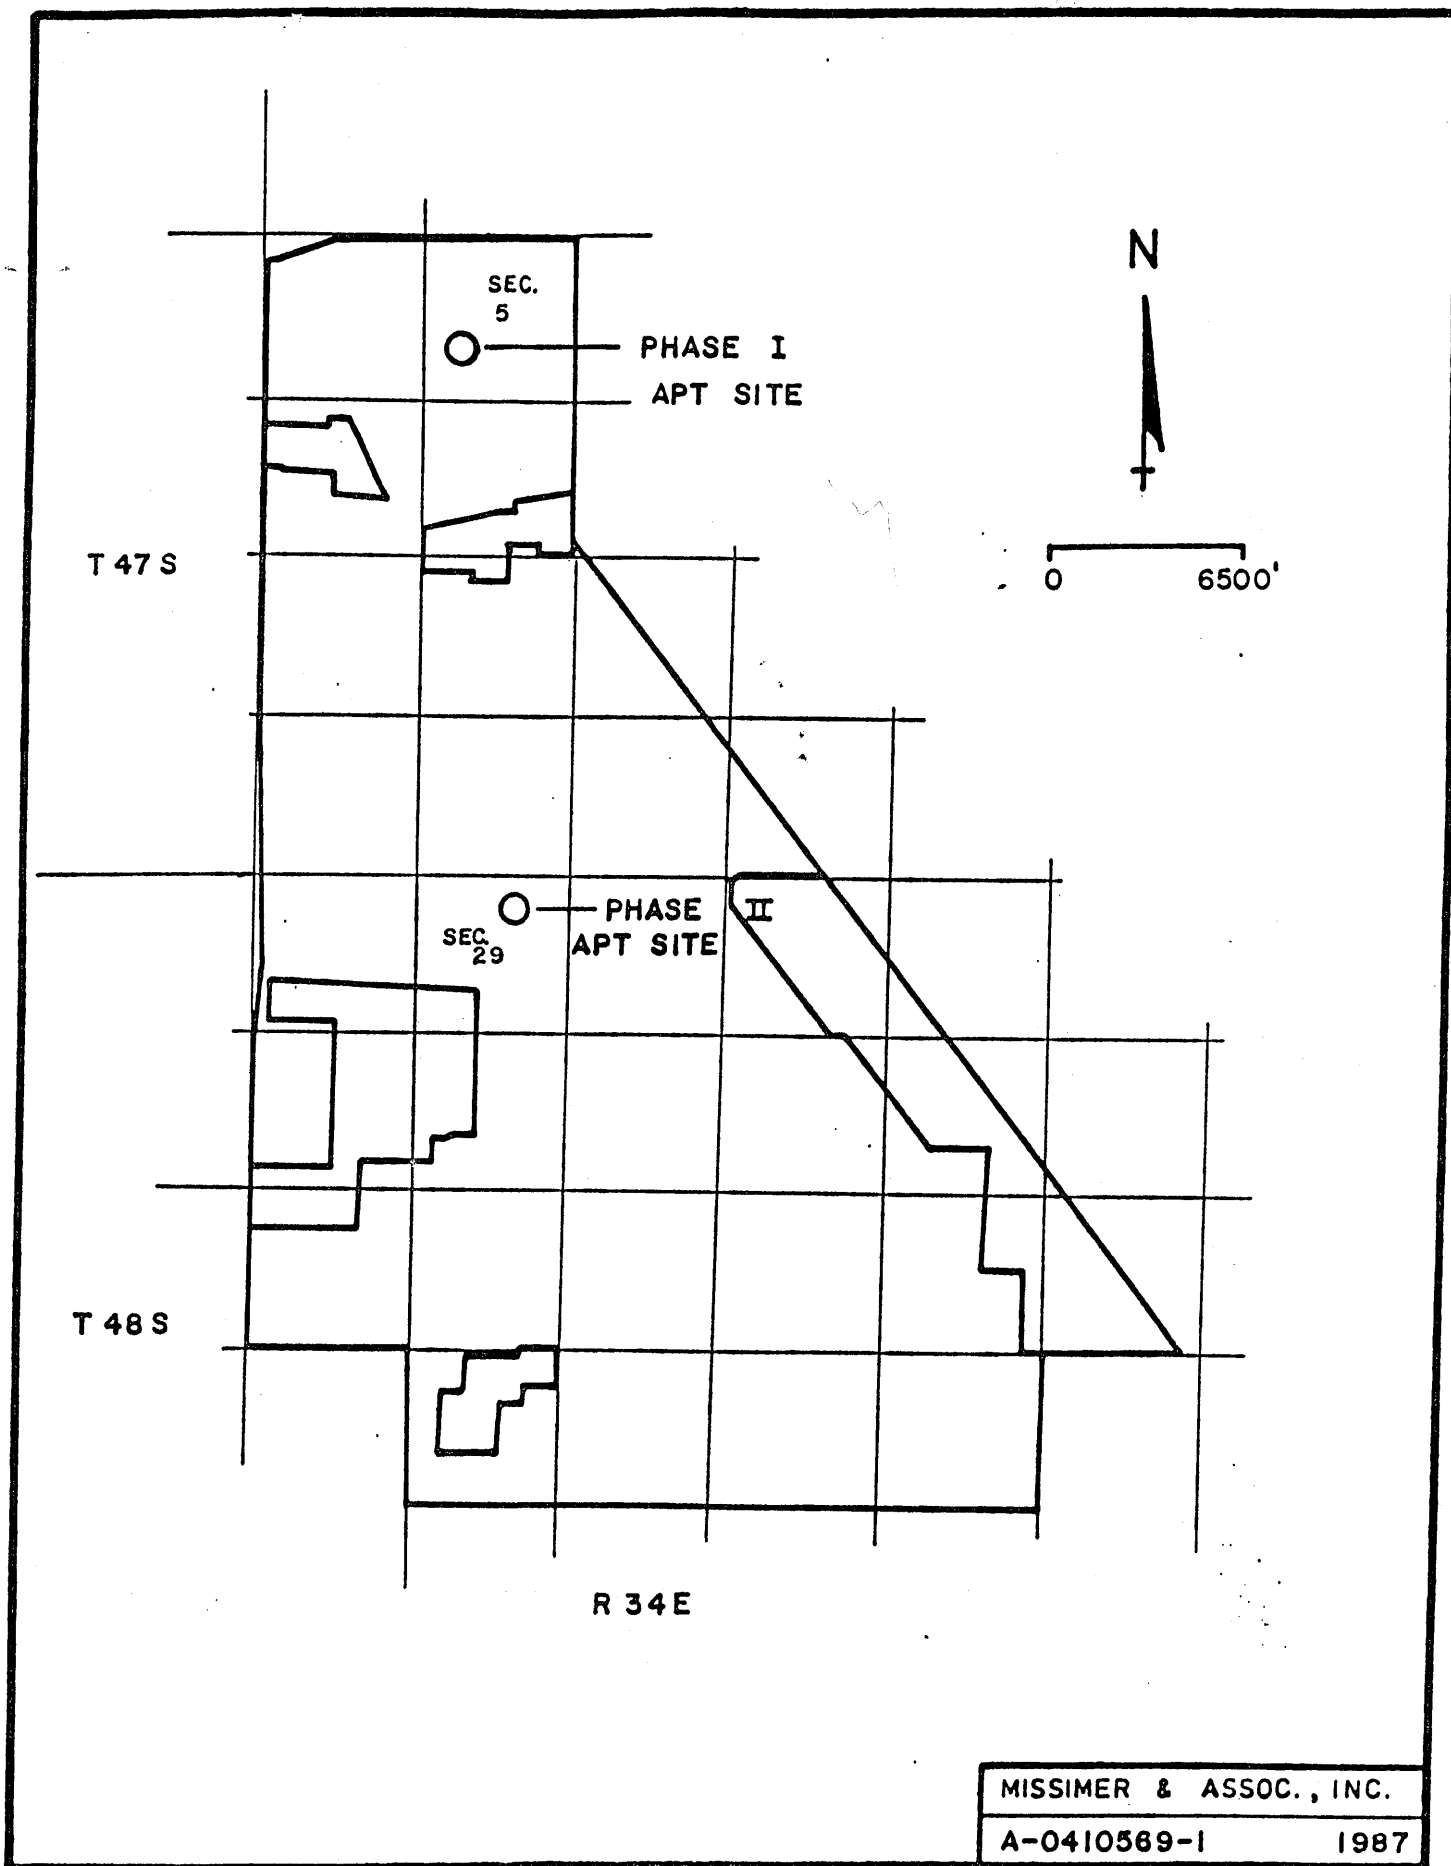 N
SEC.
5
PHASE I
APT SITE
T 47 S
0 6500'
PHASE II
APT SITE
SEC.
29
T 48 S
R 34 E
MISSIMER & ASSOC., INC.
A-0410569-1 1987